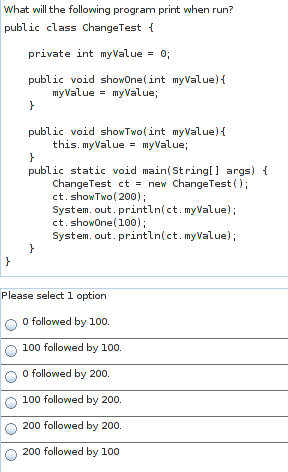 What will the following program print when run?
public class ChangeTest {
private int myValue = 0;
public void showOne(int myValue){
myValue = myValue;
}
public void showTwo(int myValue){
this.myValue = myValue;
}
public static void main(String[] args) {
ChangeTest ct = new ChangeTest();
ct.showTwo(200);
System.out.println(ct.myValue);
ct.showOne(100);
System.out.println(ct.myValue);
}
}
Please select 1 option
0 followed by 100.
100 followed by 100.
0 followed by 200.
100 followed by 200.
200 followed by 200.
200 followed by 100